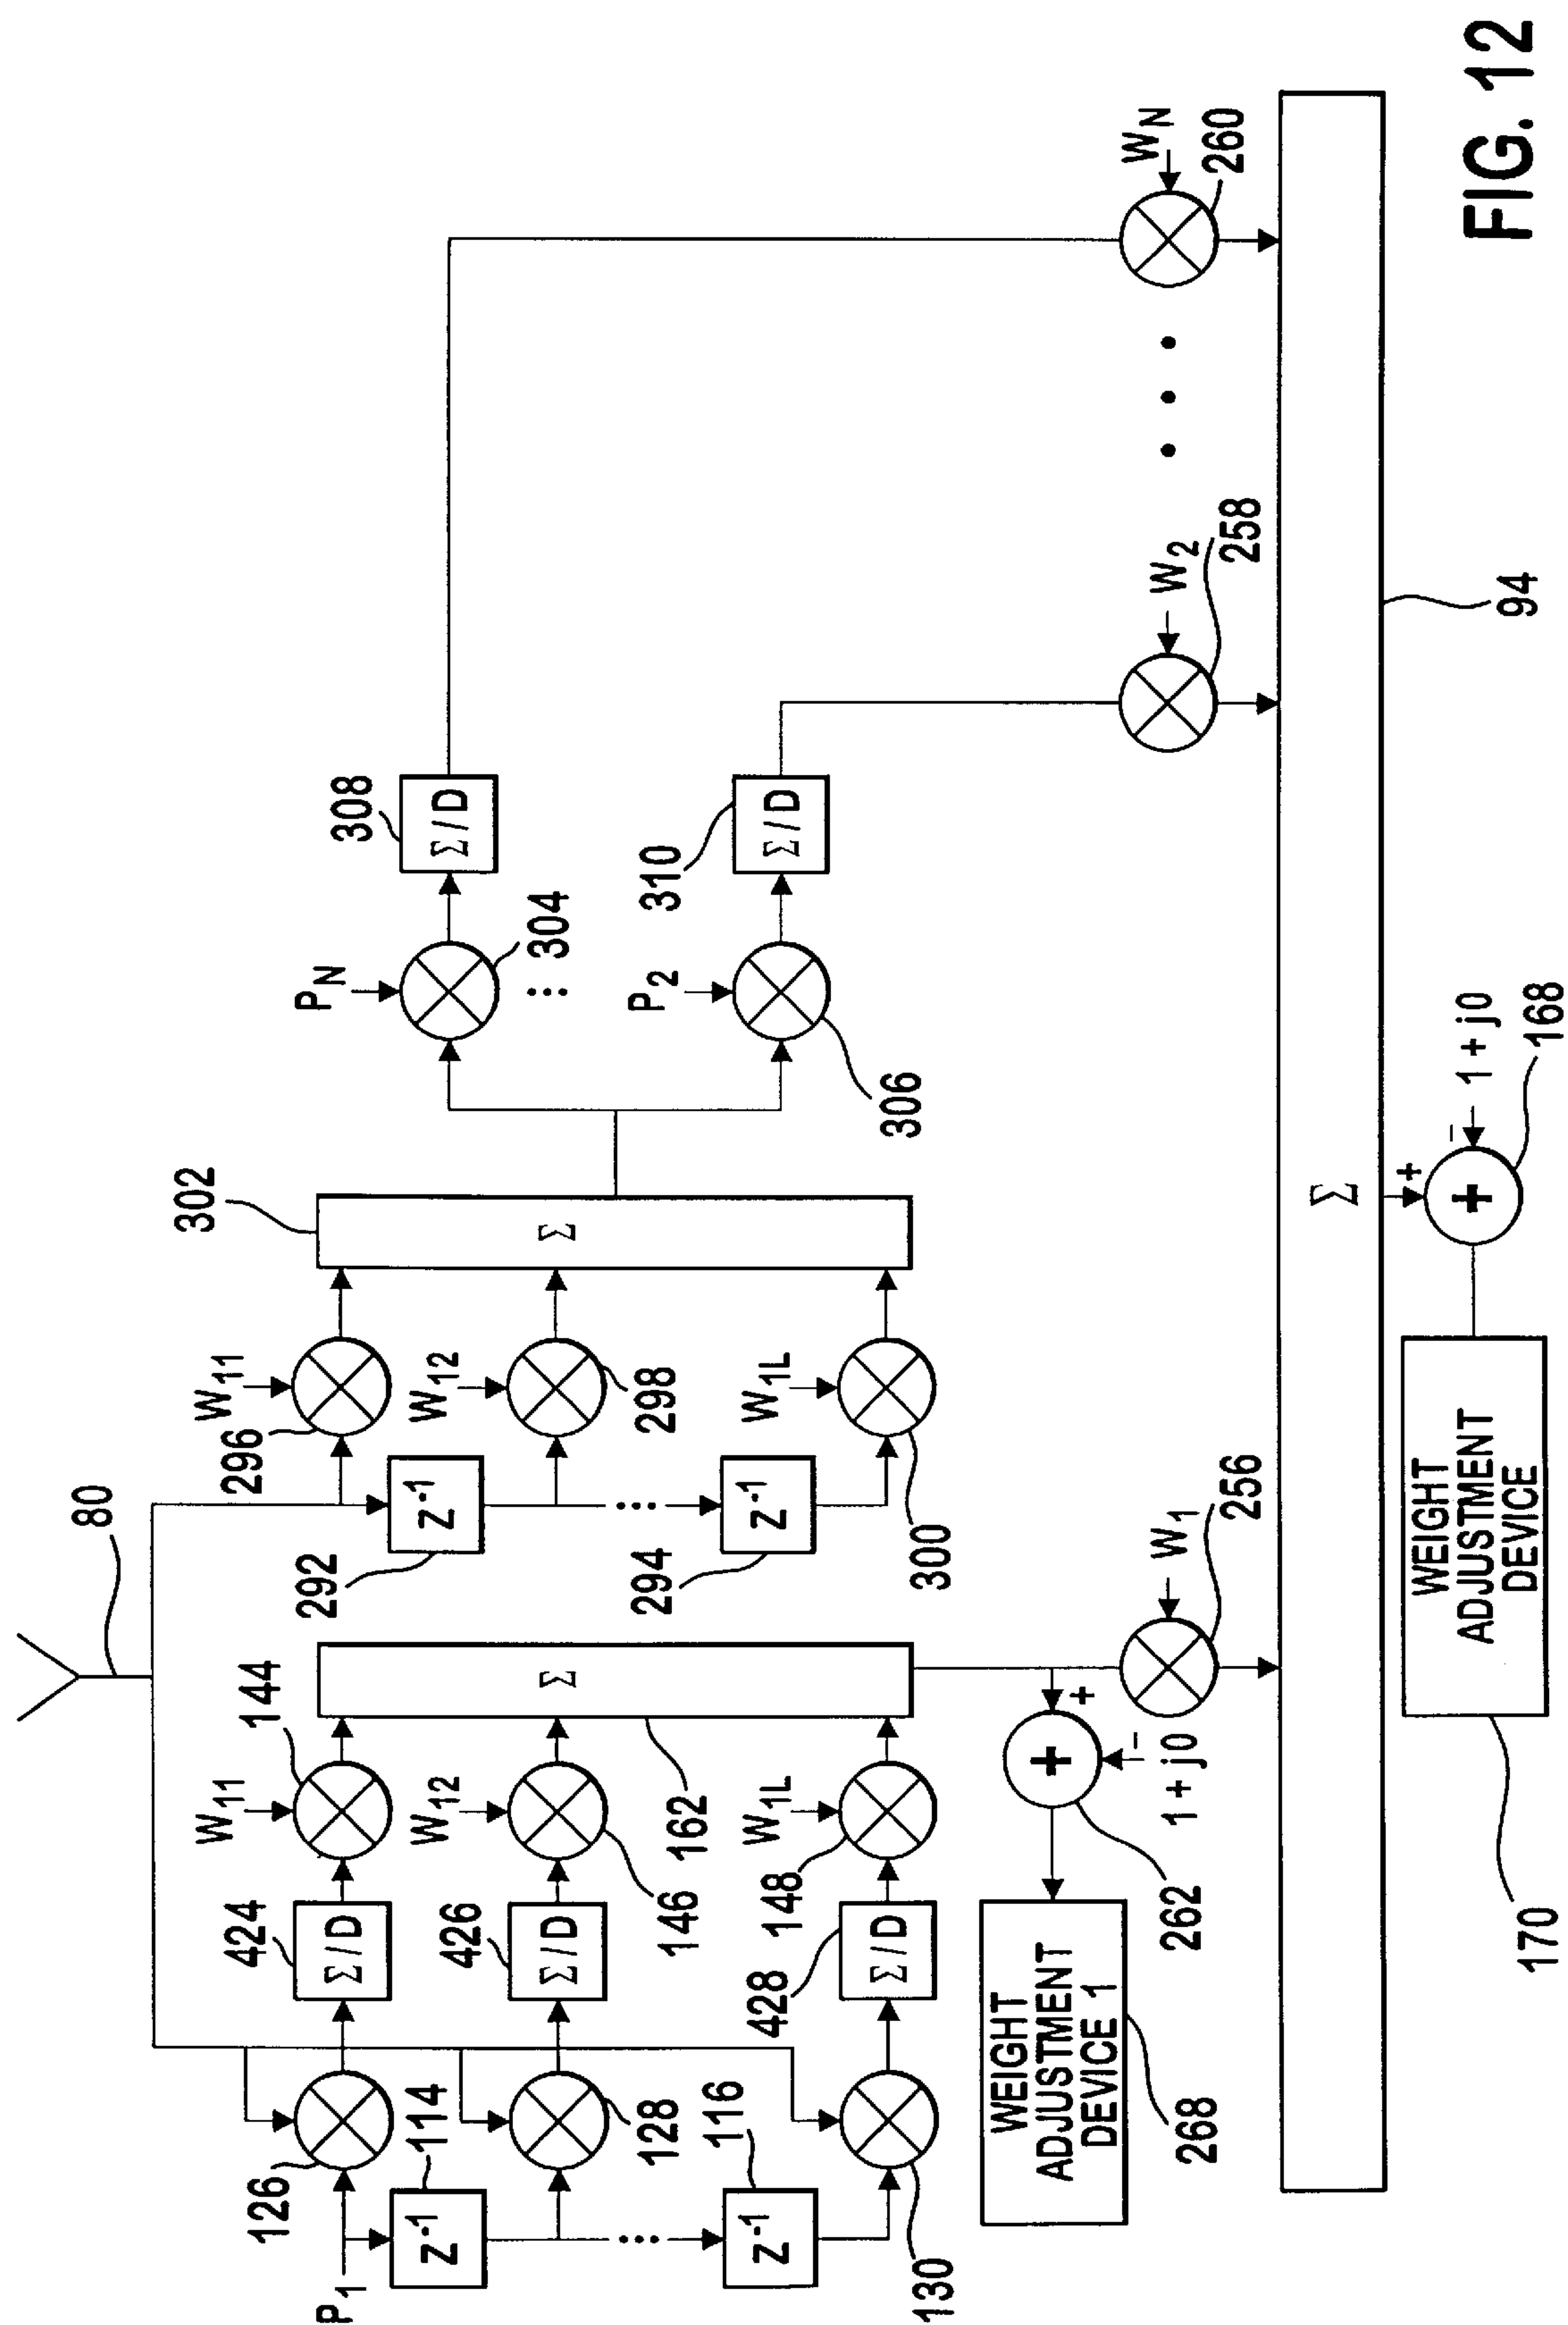 80
P1
126
114
128
116
130
Z-1
Z-1
424
426
428
Σ/D
Σ/D
Σ/D
W11
W12
W1L
144
146
148
Σ
162
292
294
Z-1
Z-1
W11
W12
W1L
296
298
300
Σ
302
PN
P2
304
306
308
310
Σ/D
Σ/D
+
+
−
1 + j0
262
WEIGHT
ADJUSTMENT
DEVICE 1
268
W1
256
W2
258
WN
260
Σ
94
+
+
−
1 + j0
168
WEIGHT
ADJUSTMENT
DEVICE
170
FIG. 12